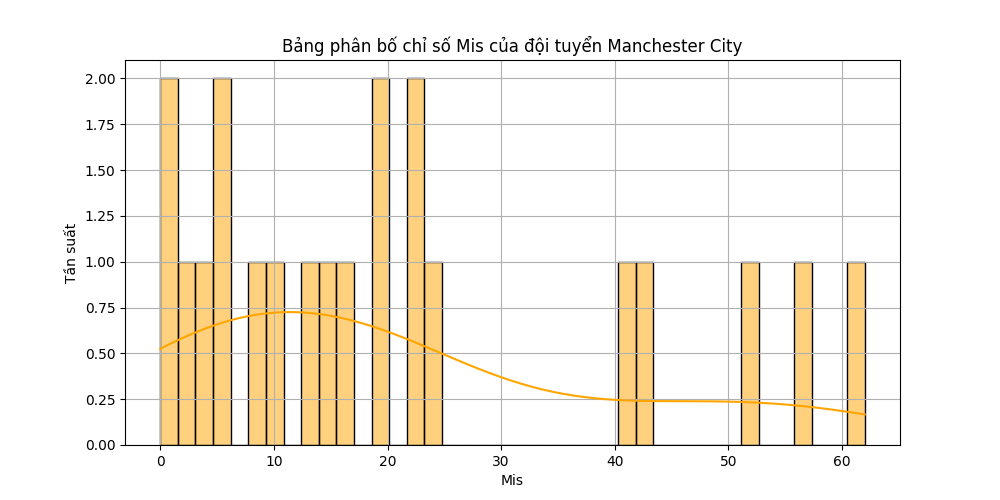 Bảng phân bố chỉ số Mis của đội tuyển Manchester City
2.00
1.75
1.50
1.25
1.00
0.75
0.50
0.25
0.00
Tần suất
0 10 20 30 40 50 60
Mis